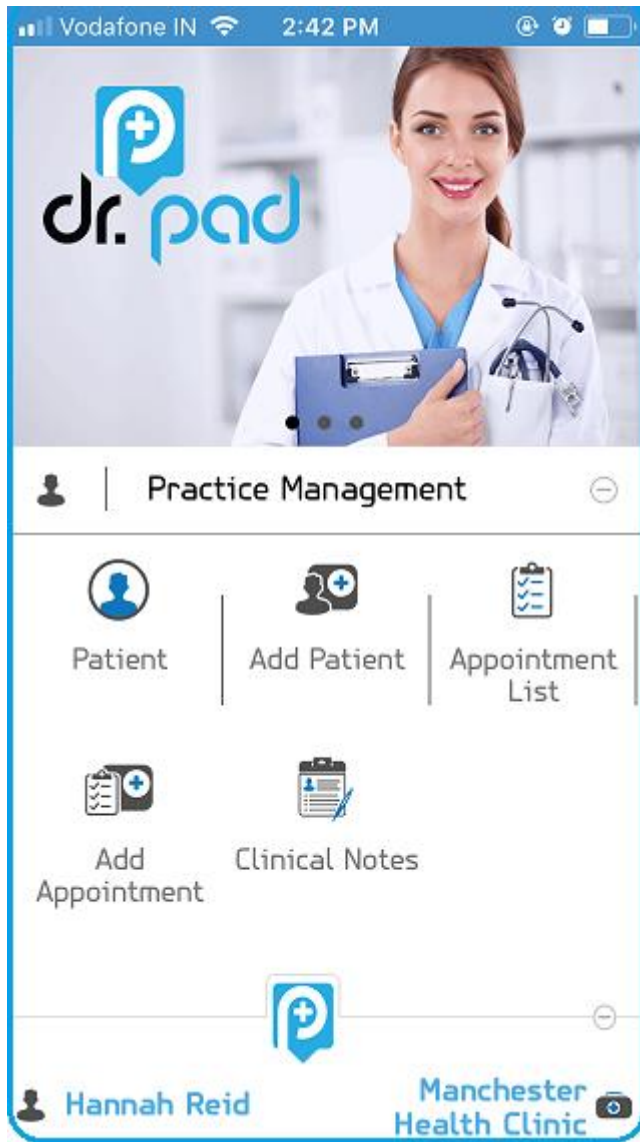 Vodafone IN 2:42 PM
dr. pad
Practice Management
Patient
Add Patient
Appointment
List
Add
Appointment
Clinical Notes
Hannah Reid
Manchester
Health Clinic